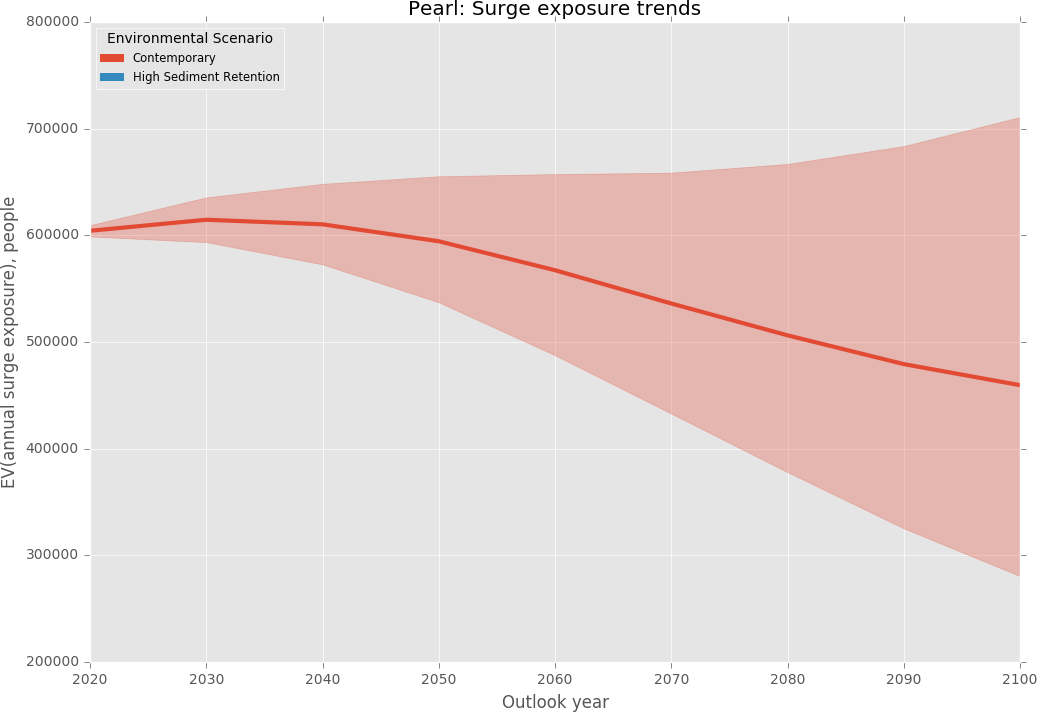 Pearl: Surge exposure trends
Environmental Scenario
Contemporary
High Sediment Retention
EV(annual surge exposure), people
800000
700000
600000
500000
400000
300000
200000
2020 2030 2040 2050 2060 2070 2080 2090 2100
Outlook year